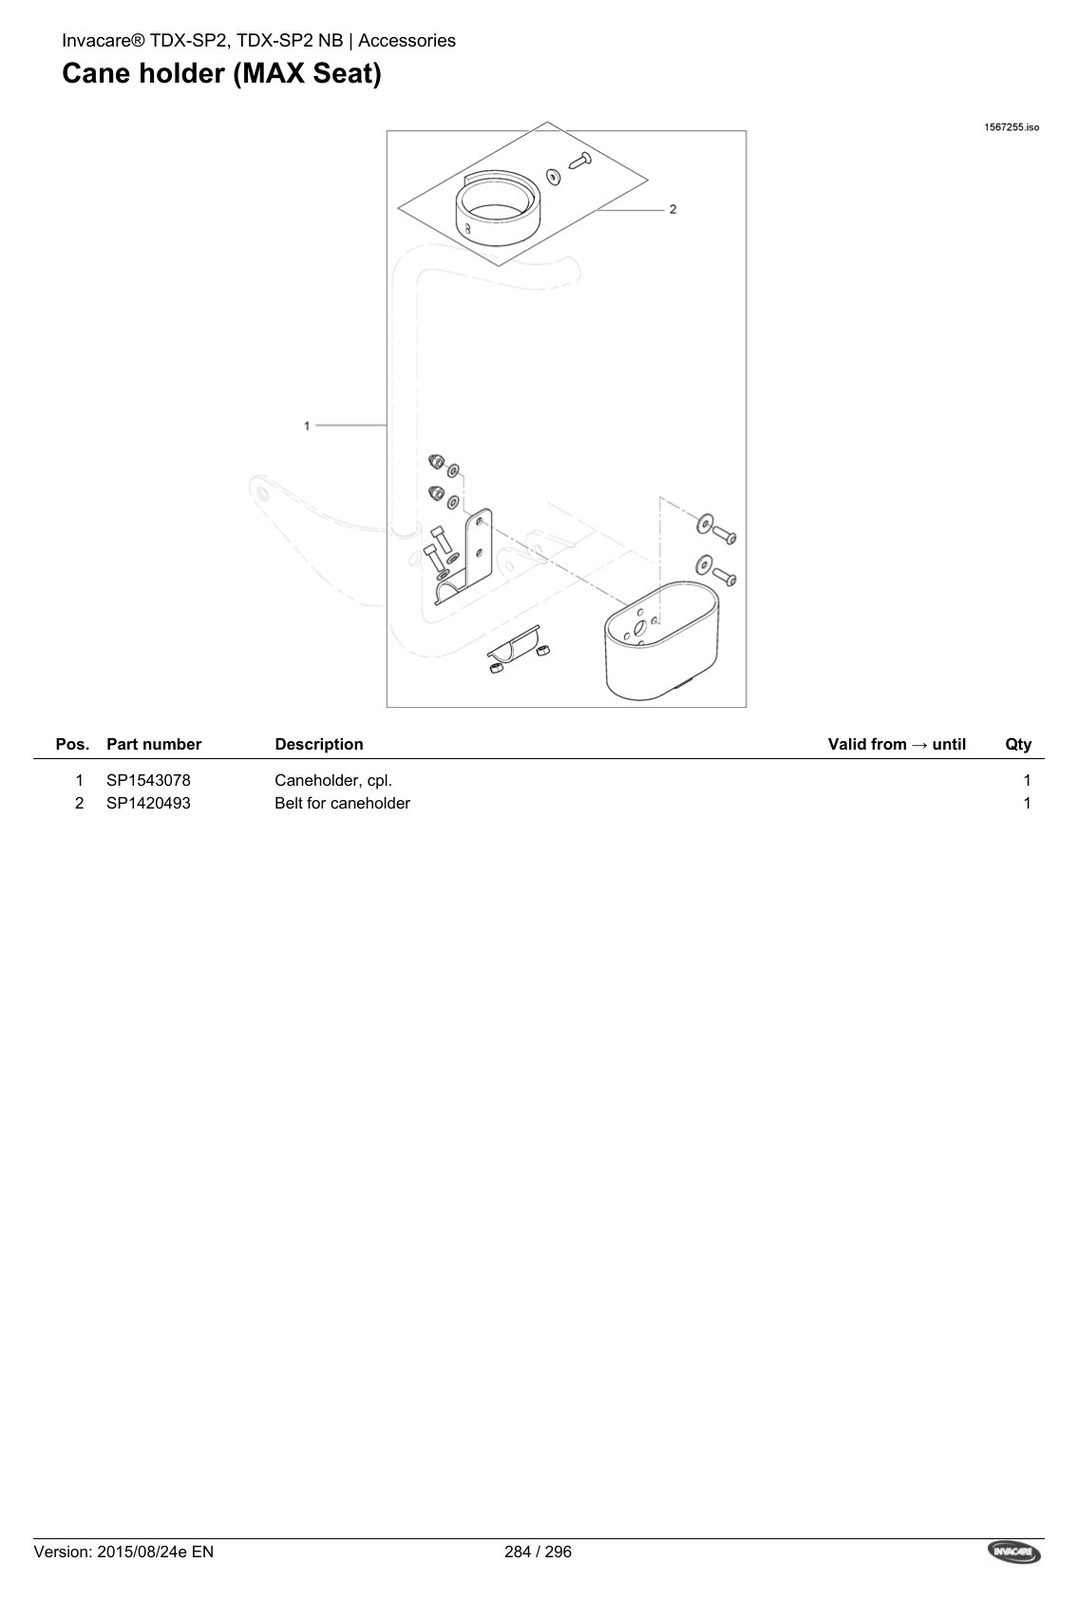 Invacare® TDX-SP2, TDX-SP2 NB | Accessories
Cane holder (MAX Seat)
1567255.iso
2
1
Pos. Part number Description Valid from → until Qty
1 SP1543078 Caneholder, cpl. 1
2 SP1420493 Belt for caneholder 1
Version: 2015/08/24e EN 284 / 296 INVACARE